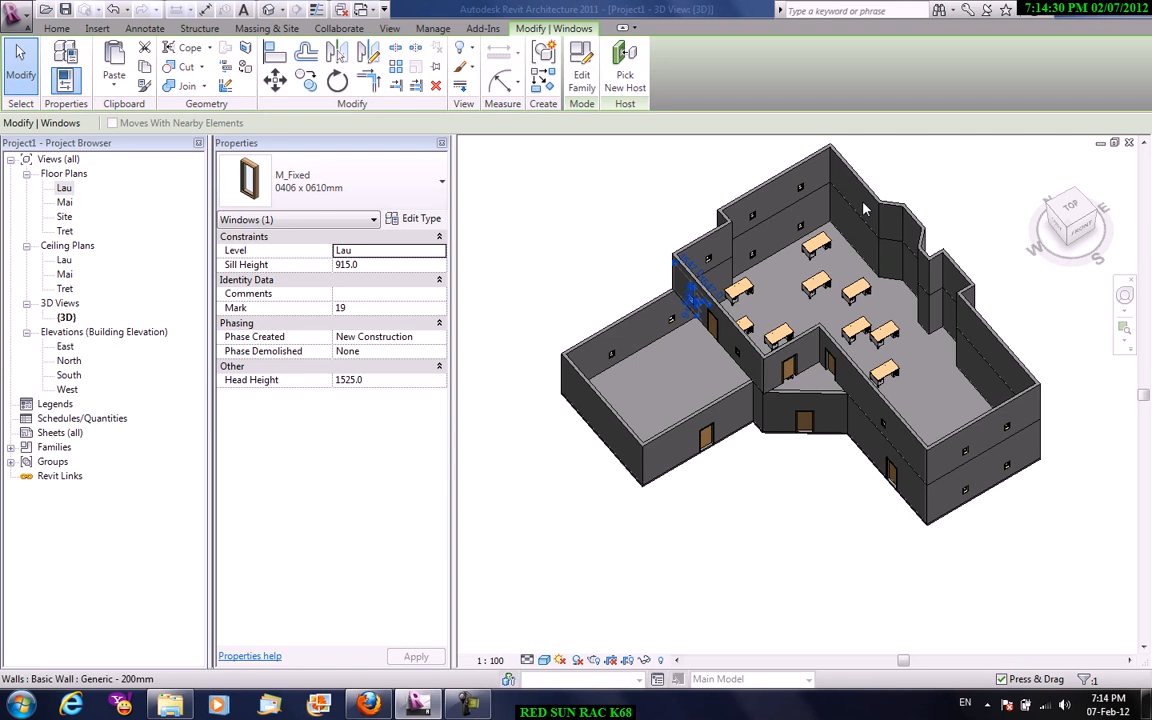 Autodesk Revit Architecture 2011 - [Project1 - 3D View: {3D}]
Type a keyword or phrase
7:14:30 PM 02/07/2012
Home Insert Annotate Structure Massing & Site Collaborate View Manage Add-Ins Modify | Windows
Modify
Paste
Cope
Cut
Join
Edit Family
Pick New Host
Select Properties Clipboard Geometry Modify View Measure Create Mode Host
Modify | Windows
Moves With Nearby Elements
Project1 - Project Browser
Views (all)
Floor Plans
Lau
Mai
Site
Tret
Ceiling Plans
Lau
Mai
Tret
3D Views
{3D}
Elevations (Building Elevation)
East
North
South
West
Legends
Schedules/Quantities
Sheets (all)
Families
Groups
Revit Links
Properties
M_Fixed
0406 x 0610mm
Windows (1)
Edit Type
Constraints
Level Lau
Sill Height 915.0
Identity Data
Comments
Mark 19
Phasing
Phase Created New Construction
Phase Demolished None
Other
Head Height 1525.0
Properties help
Apply
TOP
FRONT
W
S
E
1 : 100
Walls : Basic Wall : Generic - 200mm
Main Model
Press & Drag
:1
EN
7:14 PM
07-Feb-12
RED SUN RAC K68